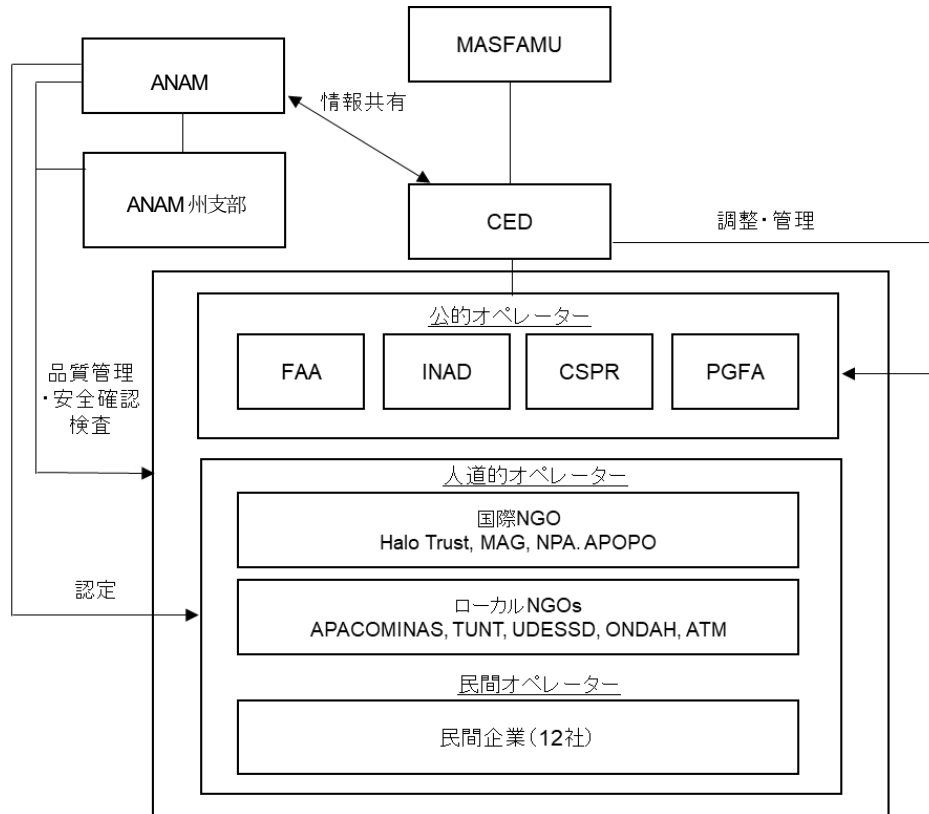 MASFAMU
ANAM
情報共有
ANAM 州支部
CED
調整・管理
公的オペレーター
FAA
INAD
CSPR
PGFA
品質管理
・安全確認
検査
人道的オペレーター
国際NGO
Halo Trust, MAG, NPA. APOPO
認定
ローカルNGOs
APACOMINAS, TUNT, UDESSD, ONDAH, ATM
民間オペレーター
民間企業（12社）